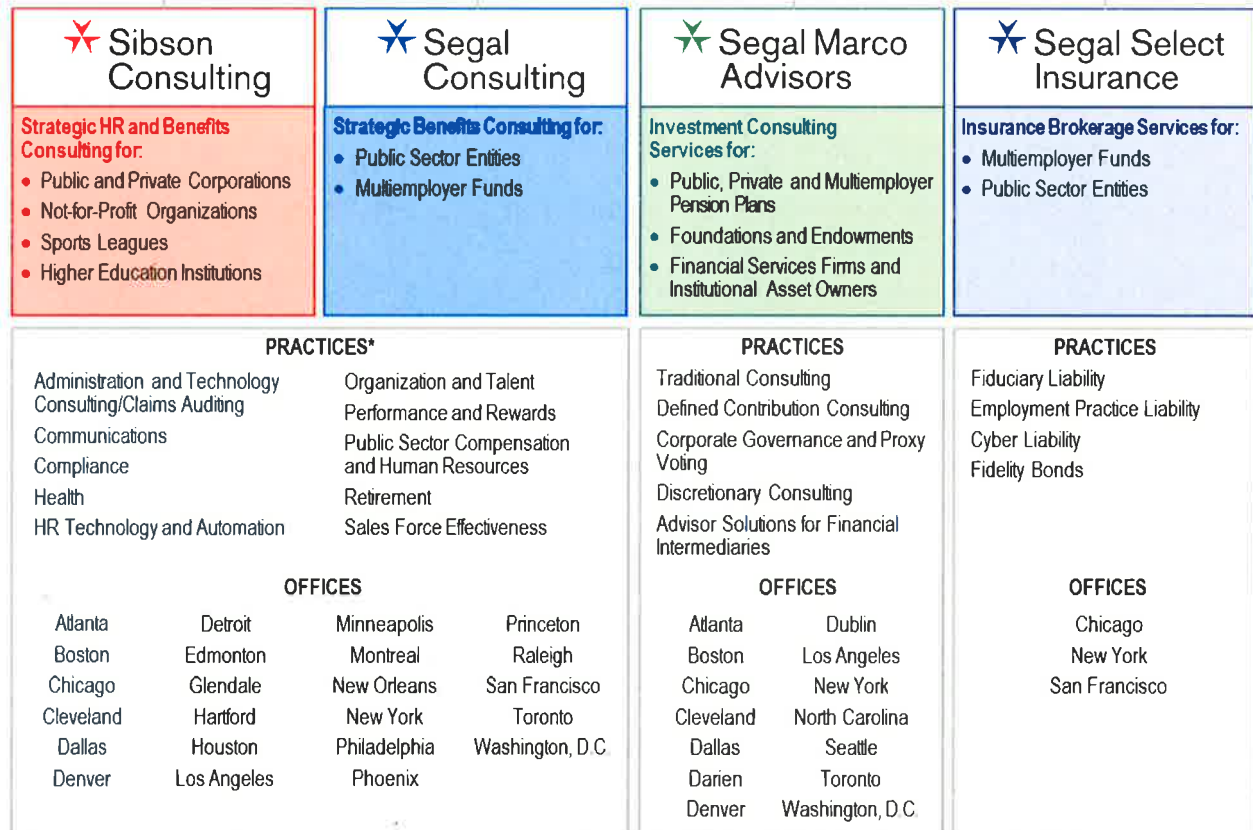 Sibson
Consulting
Strategic HR and Benefits
Consulting for:
• Public and Private Corporations
• Not-for-Profit Organizations
• Sports Leagues
• Higher Education Institutions
Segal
Consulting
Strategic Benefits Consulting for:
• Public Sector Entities
• Multiemployer Funds
Segal Marco
Advisors
Investment Consulting
Services for:
• Public, Private and Multiemployer
Pension Plans
• Foundations and Endowments
• Financial Services Firms and
Institutional Asset Owners
Segal Select
Insurance
Insurance Brokerage Services for:
• Multiemployer Funds
• Public Sector Entities
PRACTICES*
Administration and Technology
Consulting/Claims Auditing
Communications
Compliance
Health
HR Technology and Automation
Organization and Talent
Performance and Rewards
Public Sector Compensation
and Human Resources
Retirement
Sales Force Effectiveness
OFFICES
Atlanta
Boston
Chicago
Cleveland
Dallas
Denver
Detroit
Edmonton
Glendale
Hartford
Houston
Los Angeles
Minneapolis
Montreal
New Orleans
New York
Philadelphia
Phoenix
Princeton
Raleigh
San Francisco
Toronto
Washington, D.C.
PRACTICES
Traditional Consulting
Defined Contribution Consulting
Corporate Governance and Proxy
Voting
Discretionary Consulting
Advisor Solutions for Financial
Intermediaries
OFFICES
Atlanta
Boston
Chicago
Cleveland
Dallas
Darien
Denver
Dublin
Los Angeles
New York
North Carolina
Seattle
Toronto
Washington, D.C.
PRACTICES
Fiduciary Liability
Employment Practice Liability
Cyber Liability
Fidelity Bonds
OFFICES
Chicago
New York
San Francisco